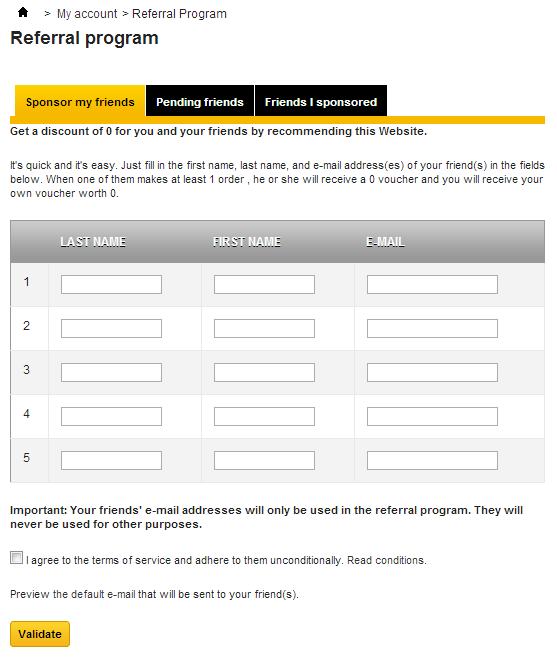 > My account > Referral Program
Referral program
Sponsor my friends Pending friends Friends I sponsored
Get a discount of 0 for you and your friends by recommending this Website.
It's quick and it's easy. Just fill in the first name, last name, and e-mail address(es) of your friend(s) in the fields
below. When one of them makes at least 1 order , he or she will receive a 0 voucher and you will receive your
own voucher worth 0.
LAST NAME FIRST NAME E-MAIL
1
2
3
4
5
Important: Your friends' e-mail addresses will only be used in the referral program. They will
never be used for other purposes.
I agree to the terms of service and adhere to them unconditionally. Read conditions.
Preview the default e-mail that will be sent to your friend(s).
Validate